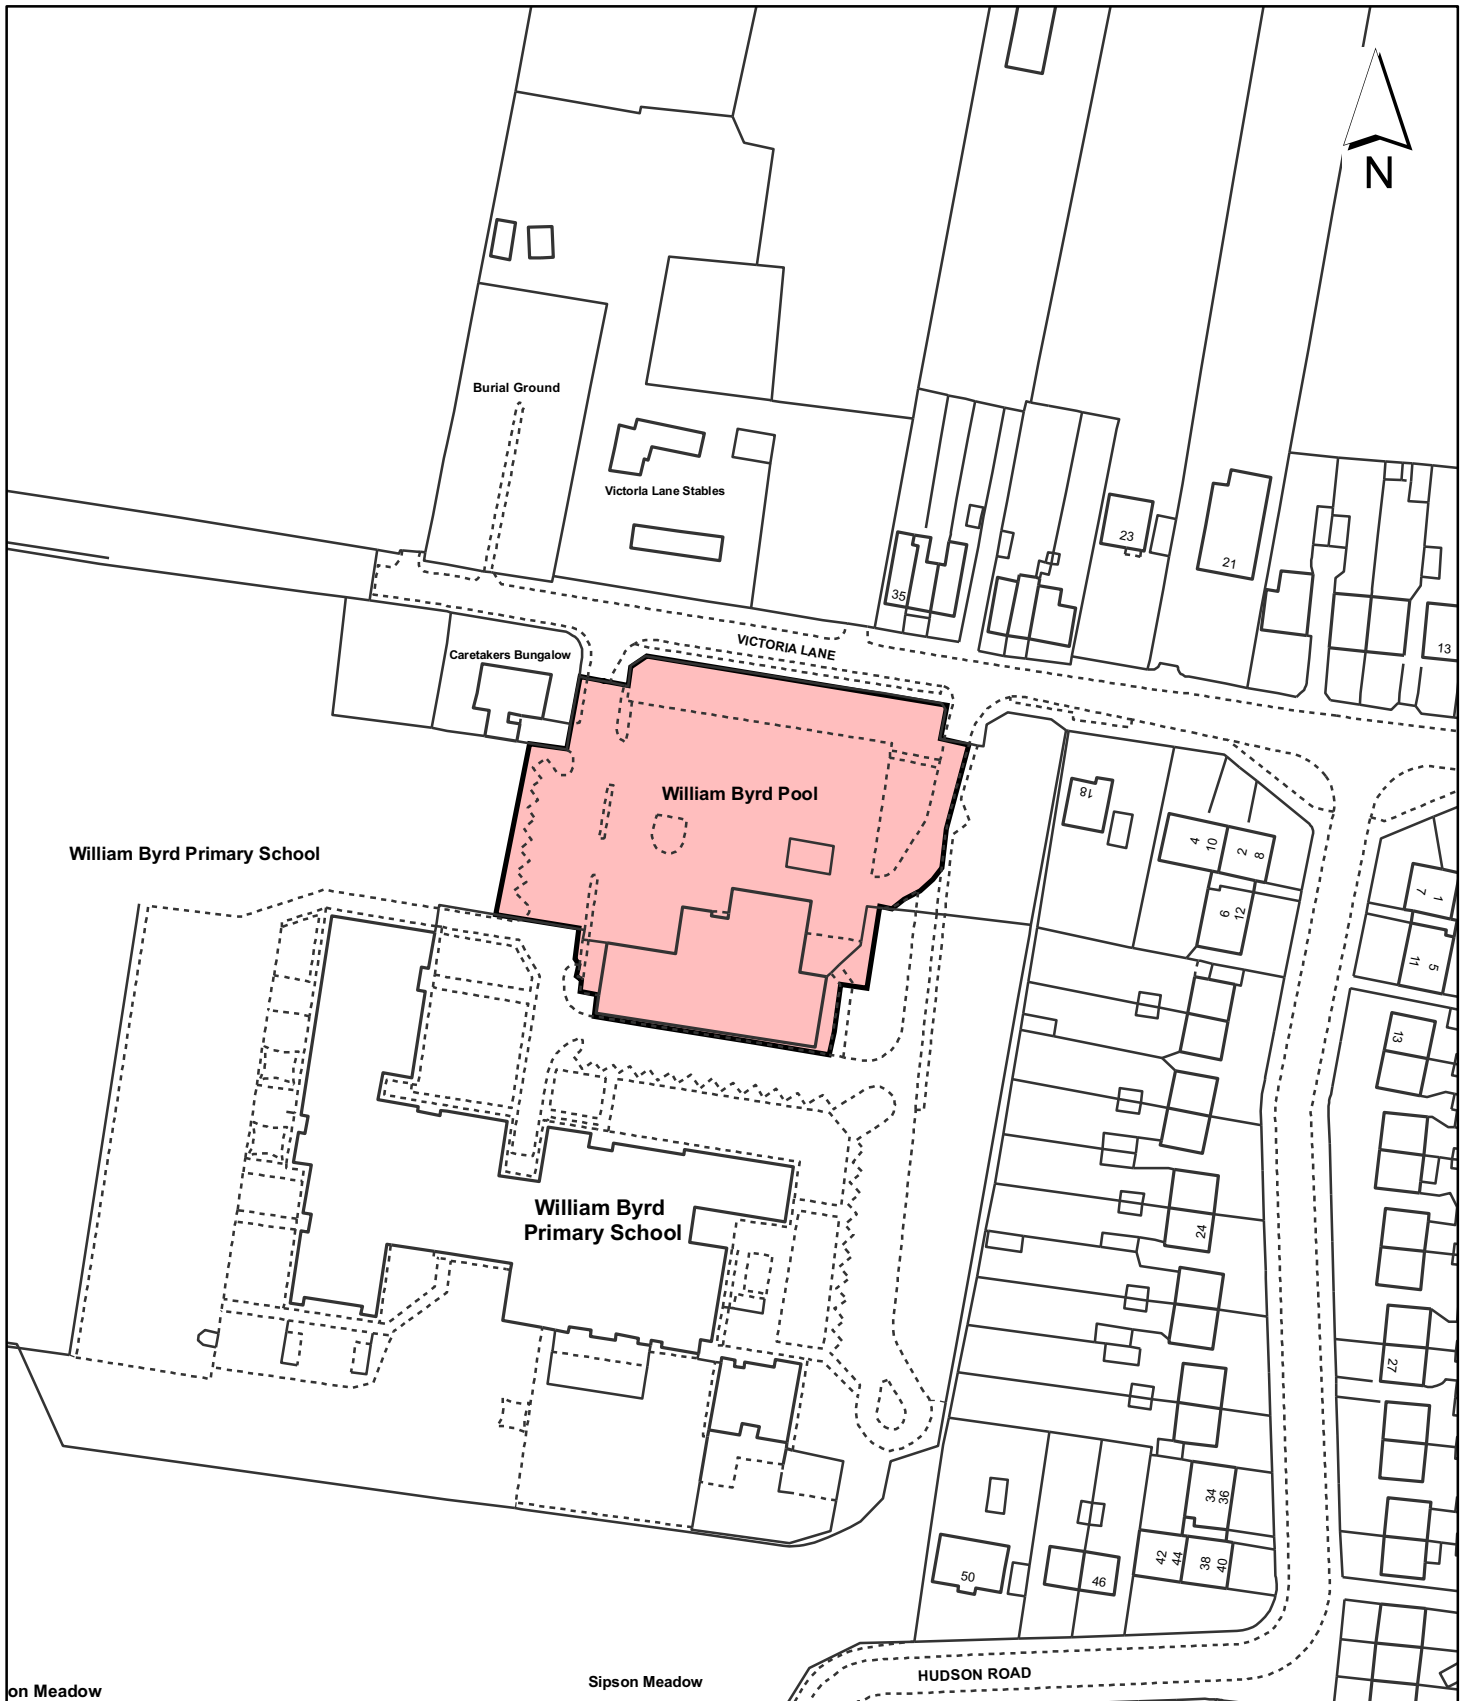 N
Burial Ground
Victoria Lane Stables
23
21
35
VICTORIA LANE
13
Caretakers Bungalow
William Byrd Pool
18
4
10
2
8
William Byrd Primary School
1
7
6
12
5
11
13
William Byrd
Primary School
24
27
34
36
42
44
38
40
50
46
HUDSON ROAD
Sipson Meadow
on Meadow